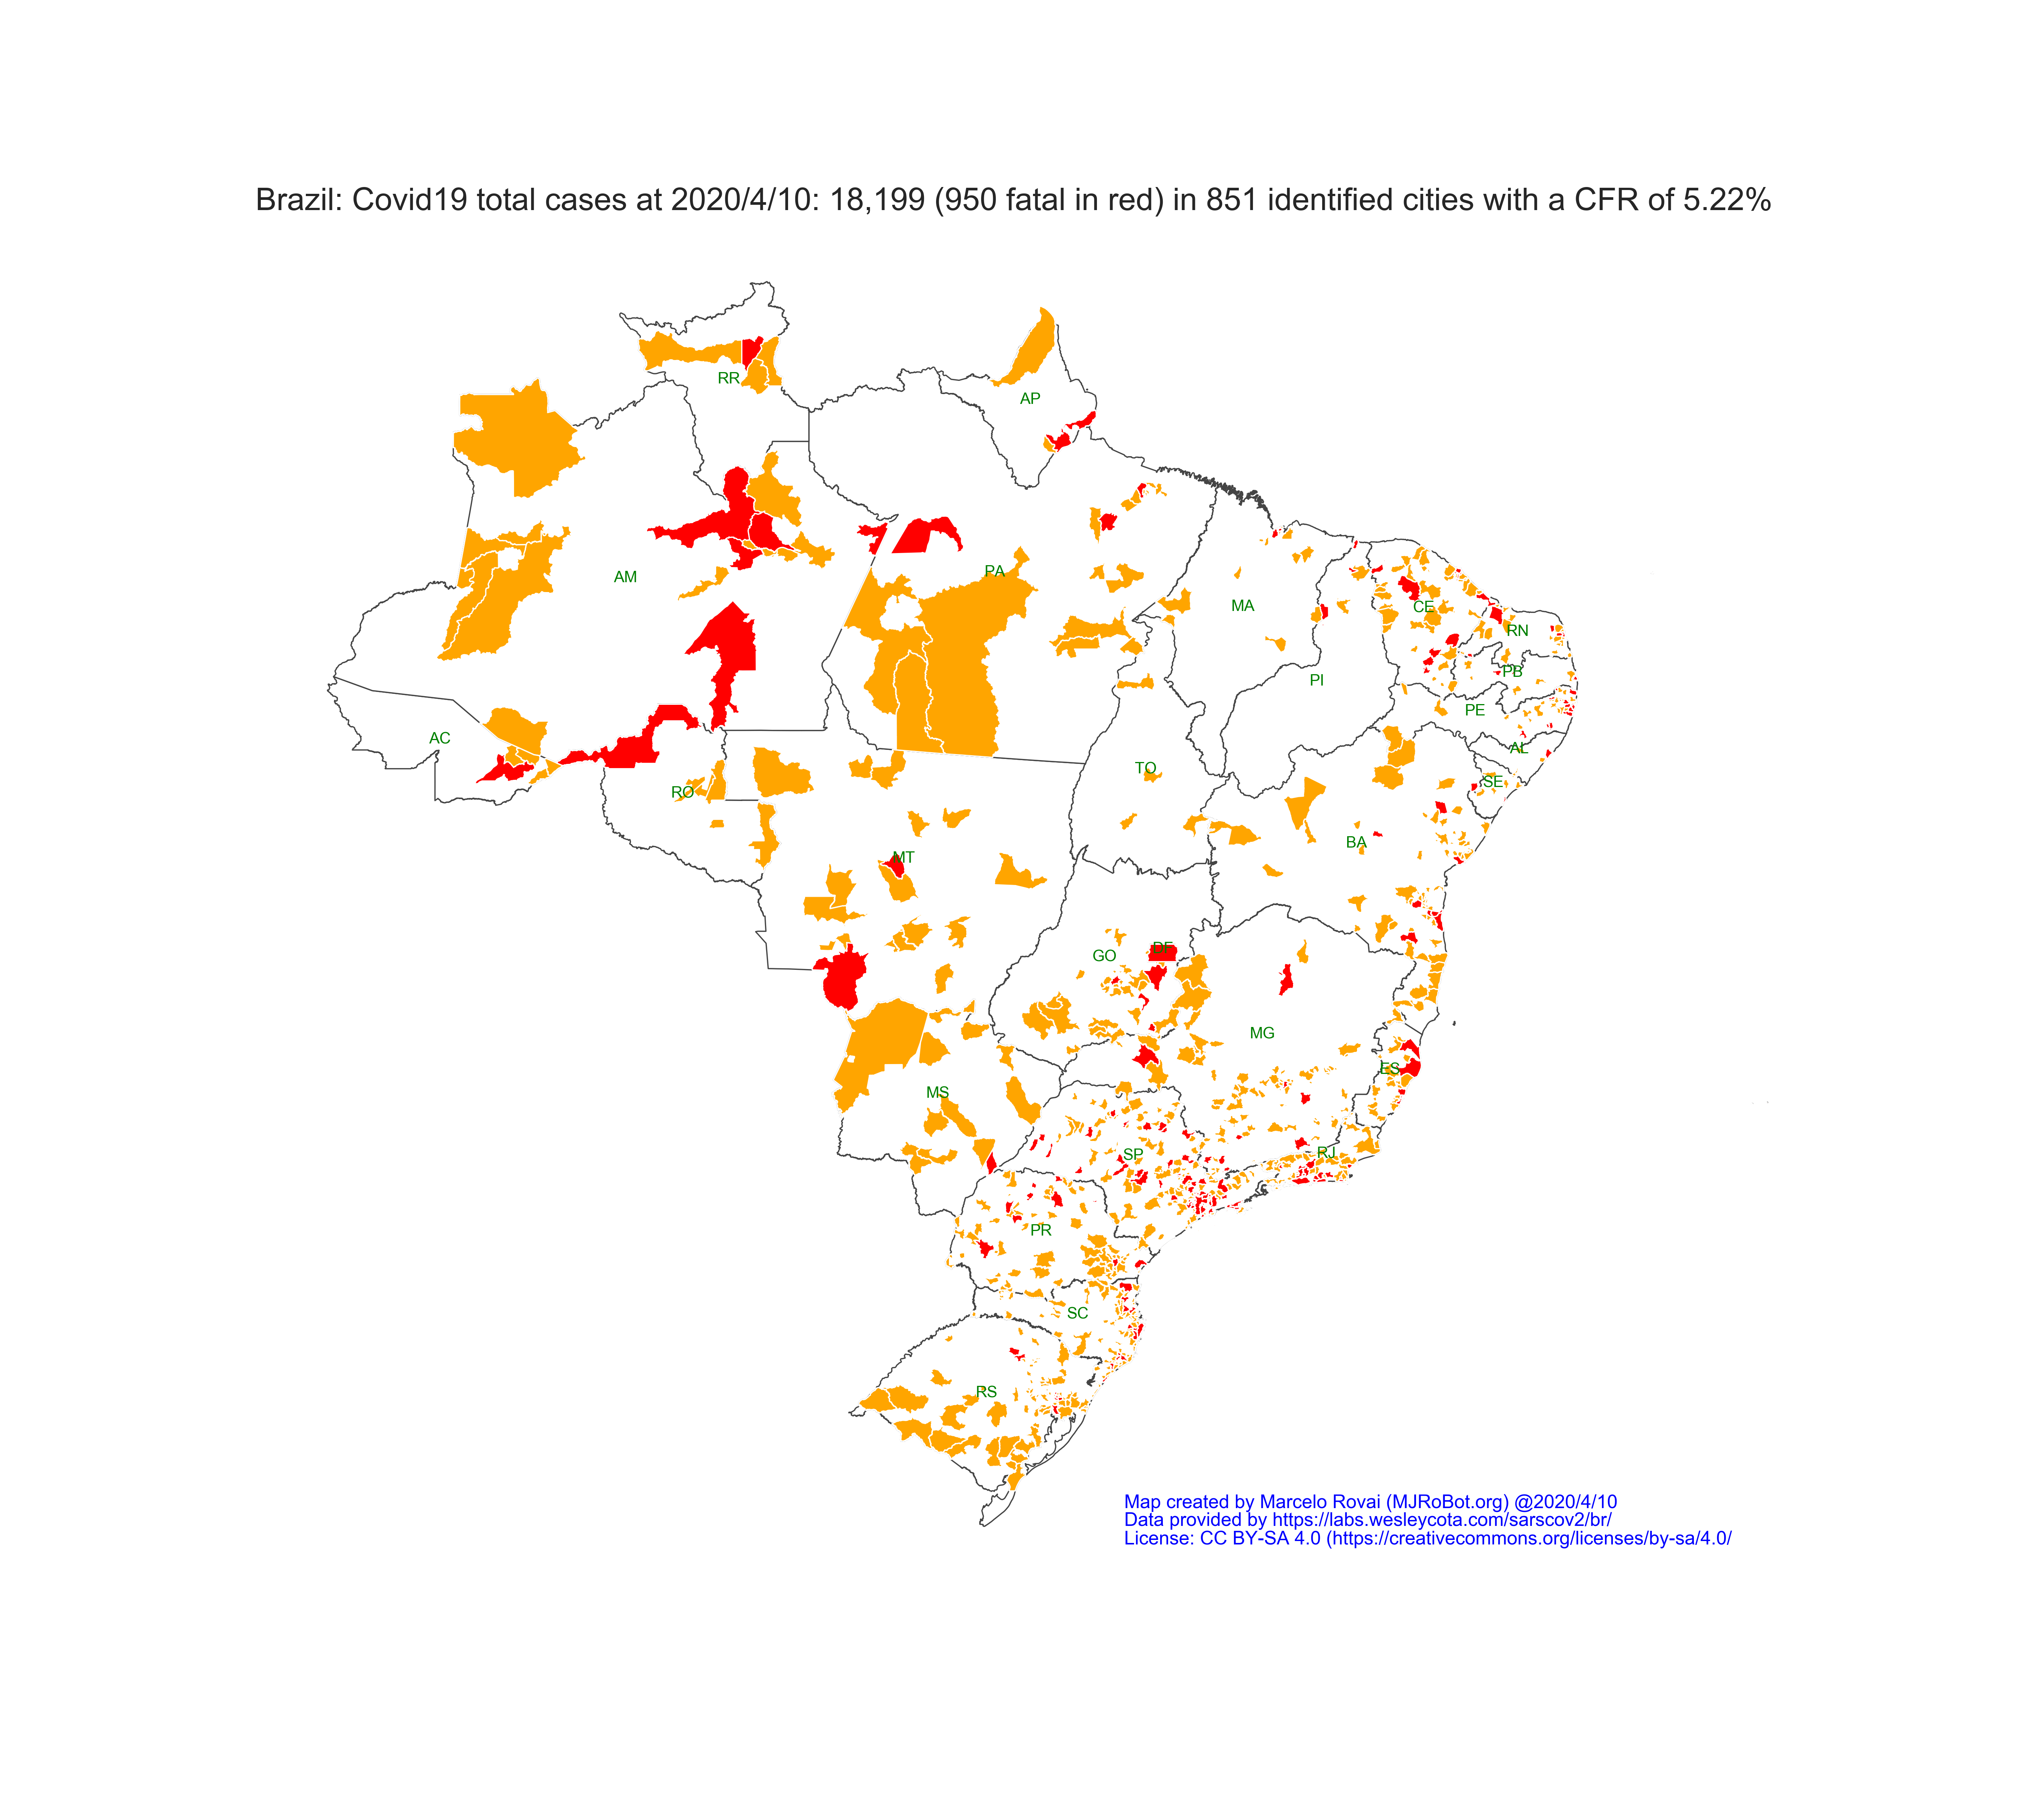 Brazil: Covid19 total cases at 2020/4/10: 18,199 (950 fatal in red) in 851 identified cities with a CFR of 5.22%
RR
AP
AM
PA
MA
CE
RN
PB
PI
PE
AC
AL
TO
SE
RO
BA
MT
DF
GO
MG
ES
MS
SP
RJ
PR
SC
RS
Map created by Marcelo Rovai (MJRoBot.org) @2020/4/10
Data provided by https://labs.wesleycota.com/sarscov2/br/
License: CC BY-SA 4.0 (https://creativecommons.org/licenses/by-sa/4.0/